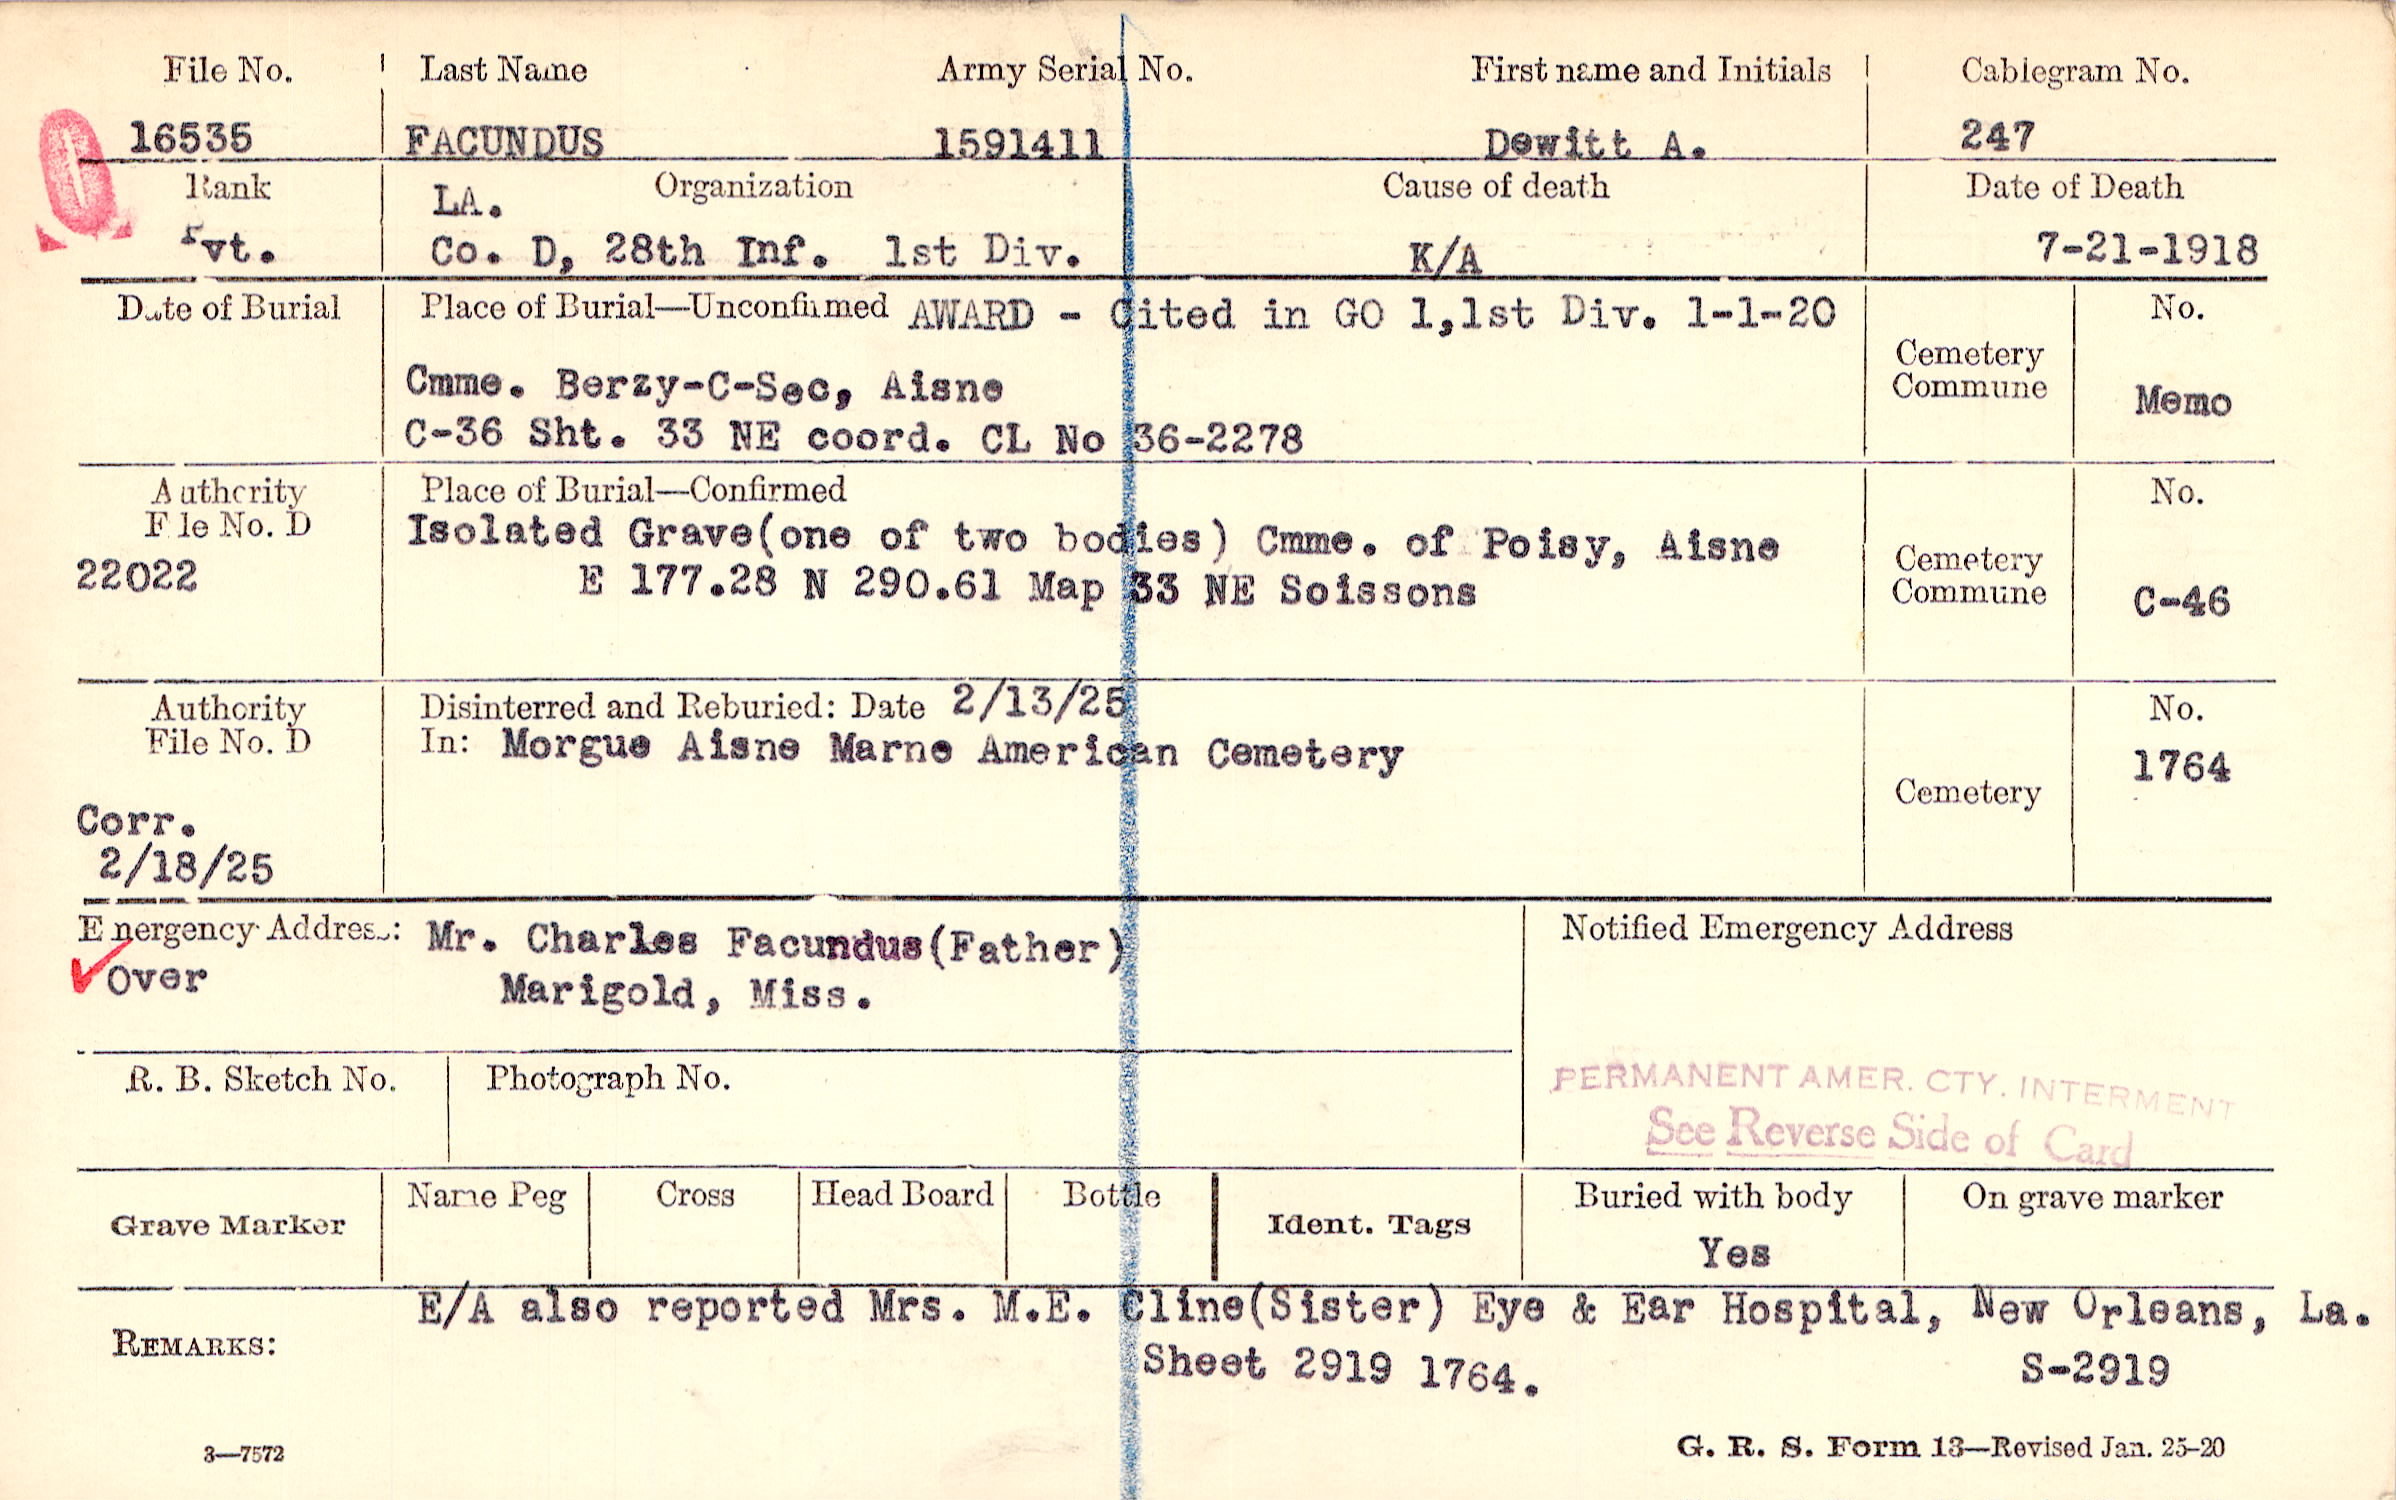 File No. Last Name Army Serial No. First name and Initials Cablegram No.
16535 FACUNDUS 1591411 Dewitt A. 247
Rank LA. Organization Cause of death Date of Death
Pvt. Co. D, 28th Inf. 1st Div. K/A 7-21-1918
Date of Burial Place of Burial—Unconfirmed AWARD - Cited in GO 1,1st Div. 1-1-20 No.
Cmme. Berzy-C-Sec, Aisne Cemetery
Commune Memo
C-36 Sht. 33 NE coord. CL No 36-2278
Authority Place of Burial—Confirmed No.
File No. D Isolated Grave(one of two bodies) Cmme. of Poisy, Aisne
22022 E 177.28 N 290.61 Map 33 NE Soissons Cemetery
Commune C-46
Authority Disinterred and Reburied: Date 2/13/25 No.
File No. D In: Morgue Aisne Marne American Cemetery 1764
Cemetery
Corr.
2/18/25
Emergency Address: Mr. Charles Facundus(Father) Notified Emergency Address
Over Marigold, Miss.
R. B. Sketch No. Photograph No. PERMANENT AMER. CTY. INTERMENT
See Reverse Side of Card
Grave Marker Name Peg Cross Head Board Bottle Ident. Tags Buried with body On grave marker
Yes
E/A also reported Mrs. M.E. Cline(Sister) Eye & Ear Hospital, New Orleans, La.
REMARKS: Sheet 2919 1764. S-2919
3—7572 G. R. S. Form 13—Revised Jan. 25-20